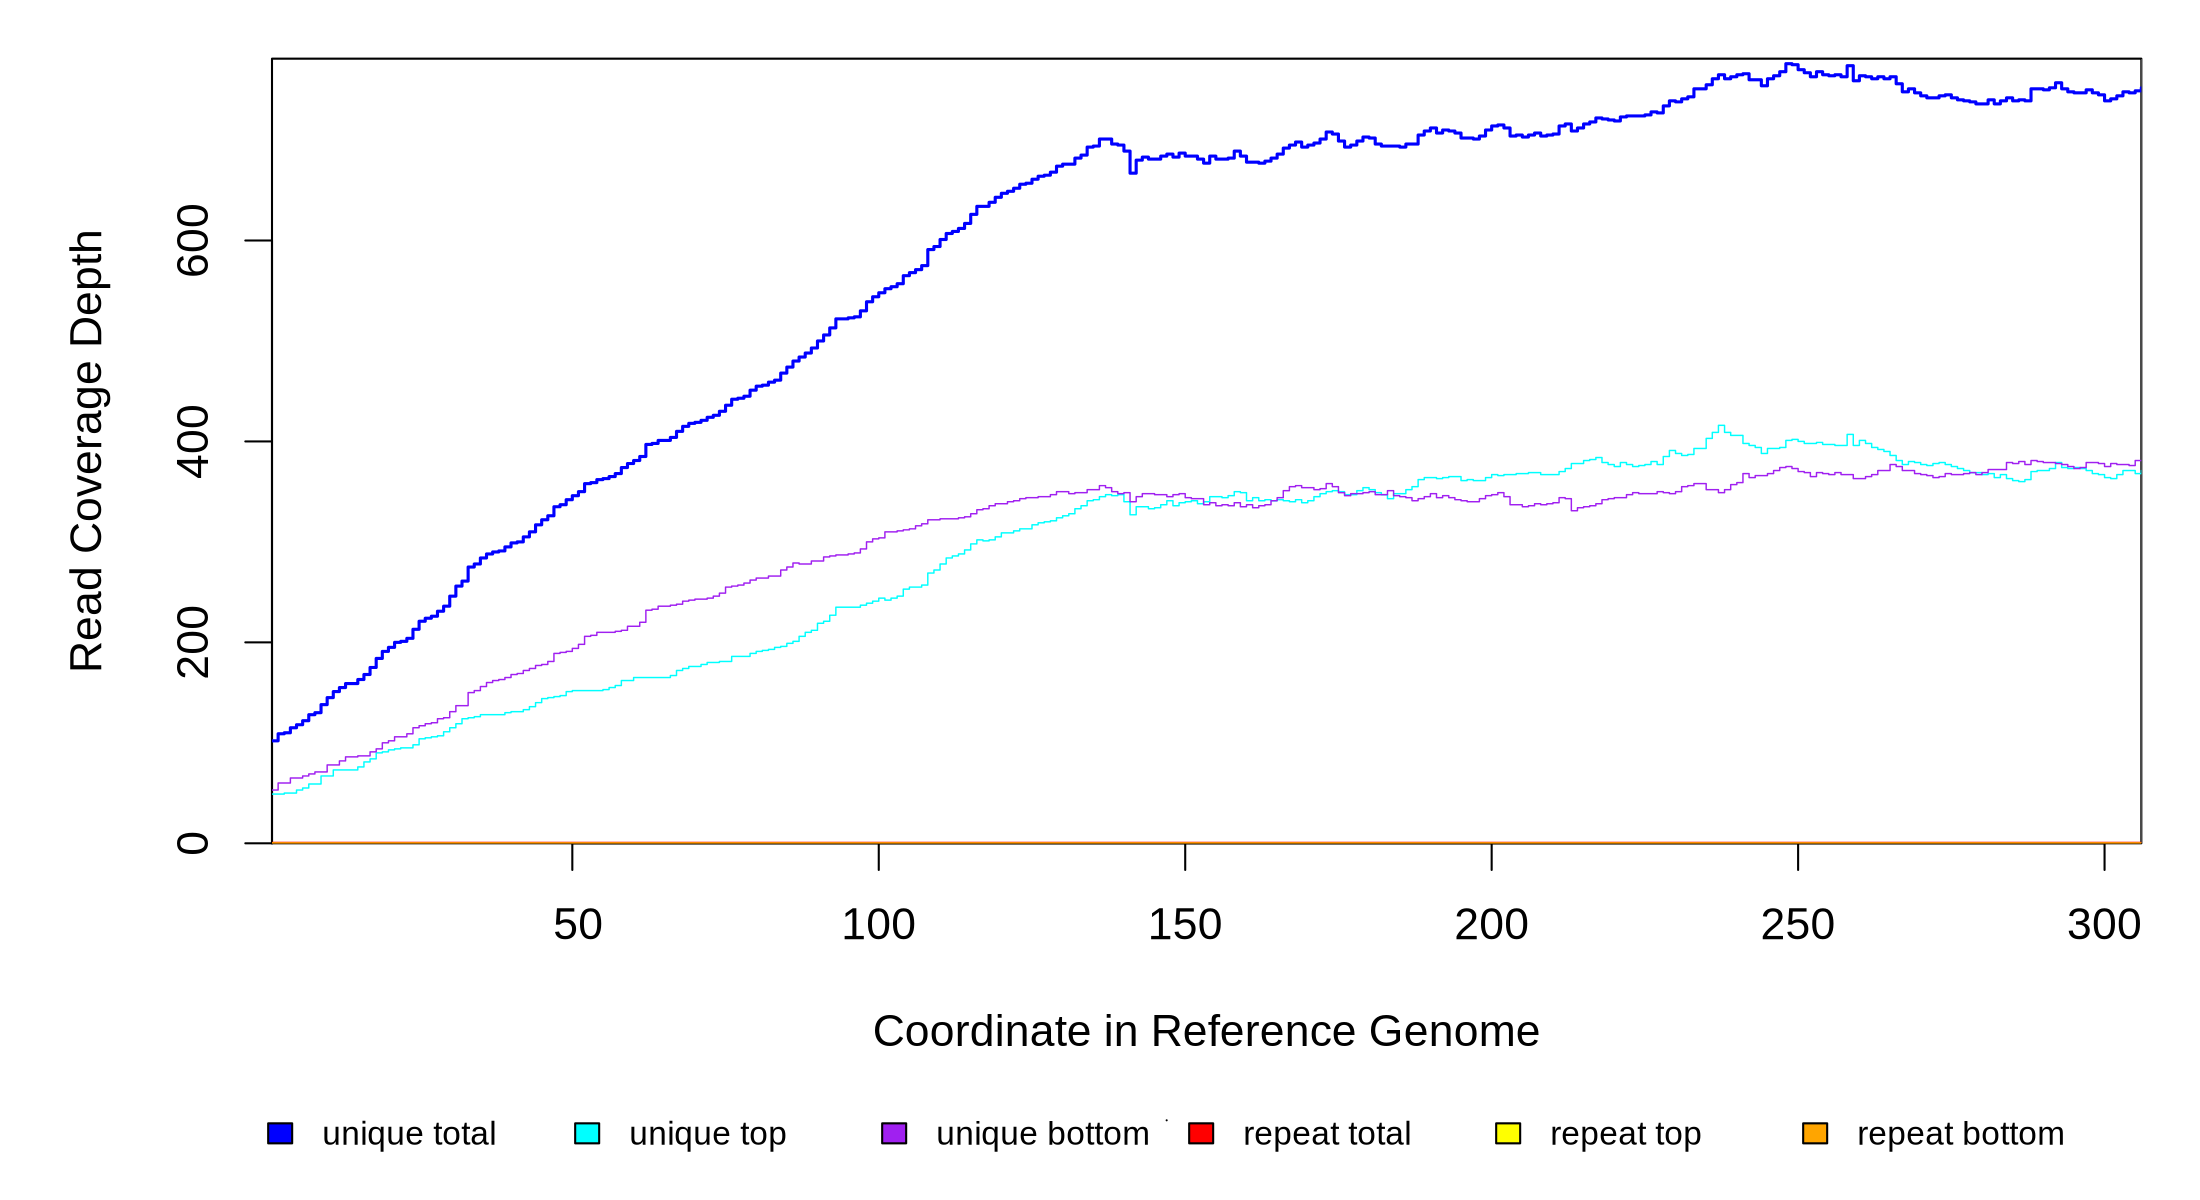 Read Coverage Depth
600
400
200
0
50 100 150 200 250 300
Coordinate in Reference Genome
unique total unique top unique bottom repeat total repeat top repeat bottom